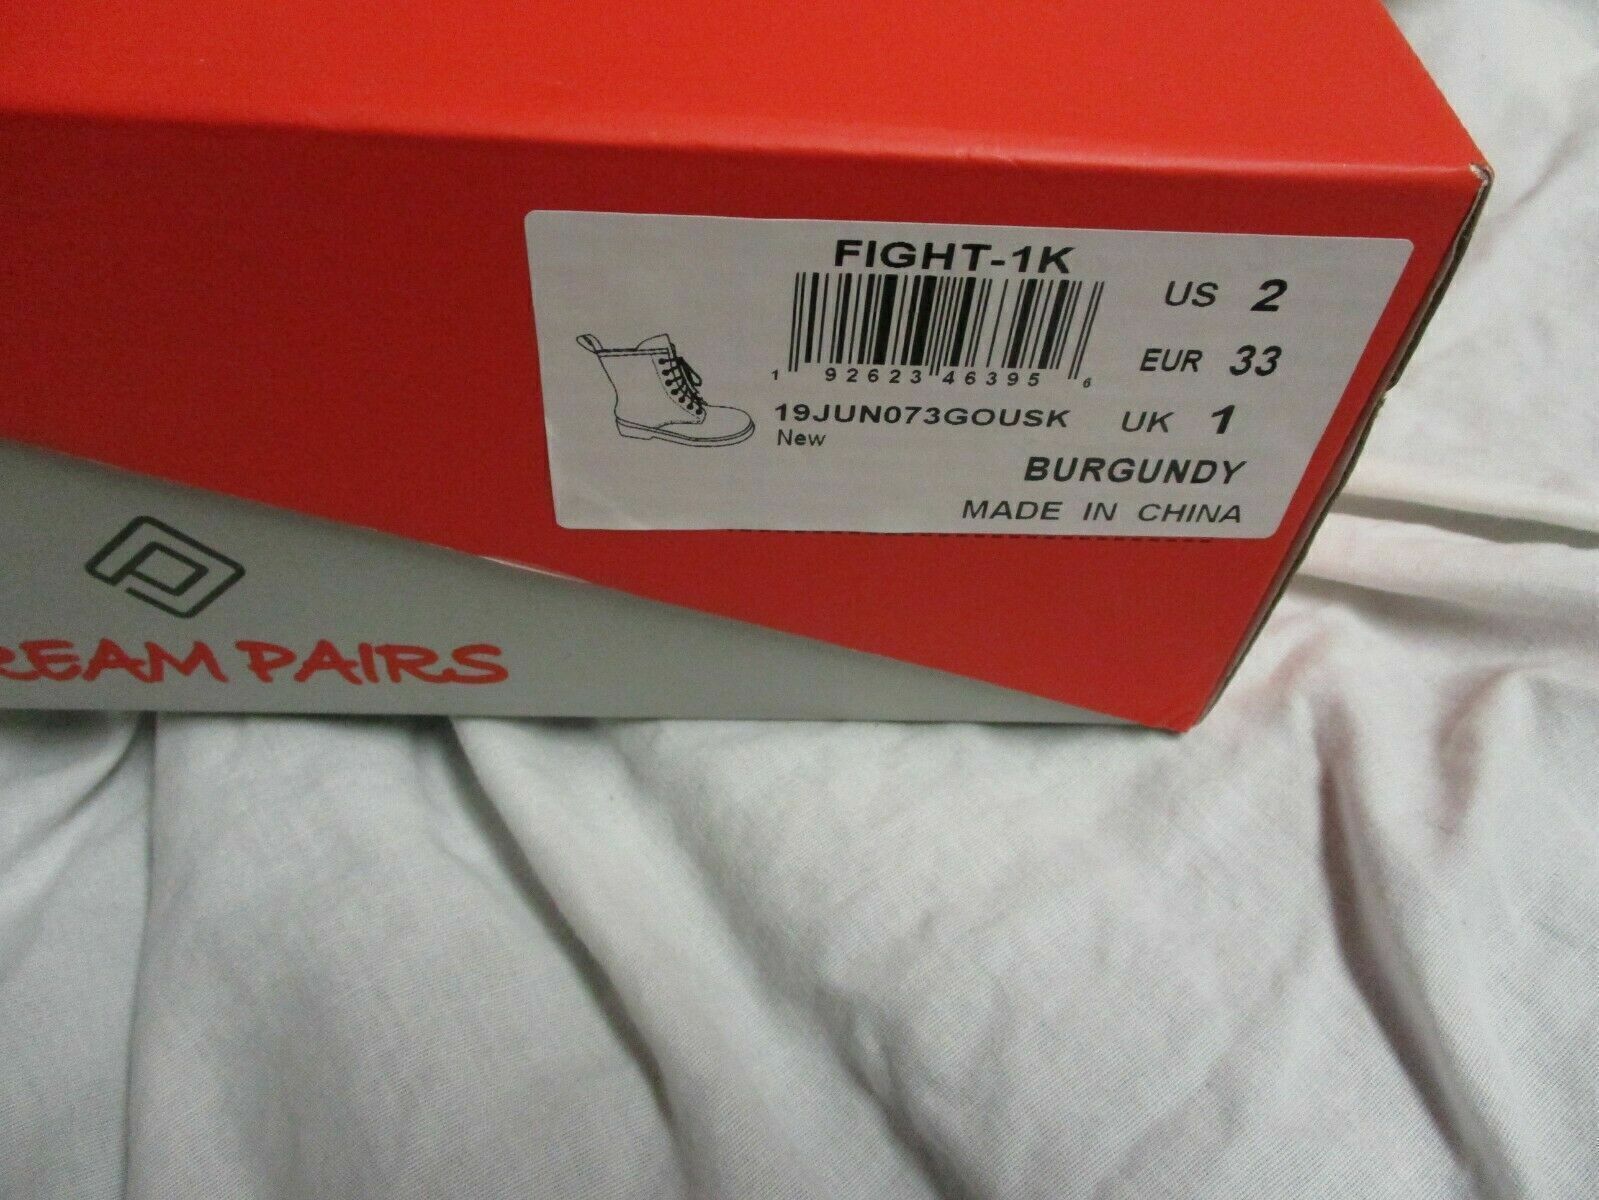 FIGHT-1K
US 2
1 92623 46395 6
EUR 33
19JUN073GOUSK
UK 1
New
BURGUNDY
MADE IN CHINA
REAM PAIRS